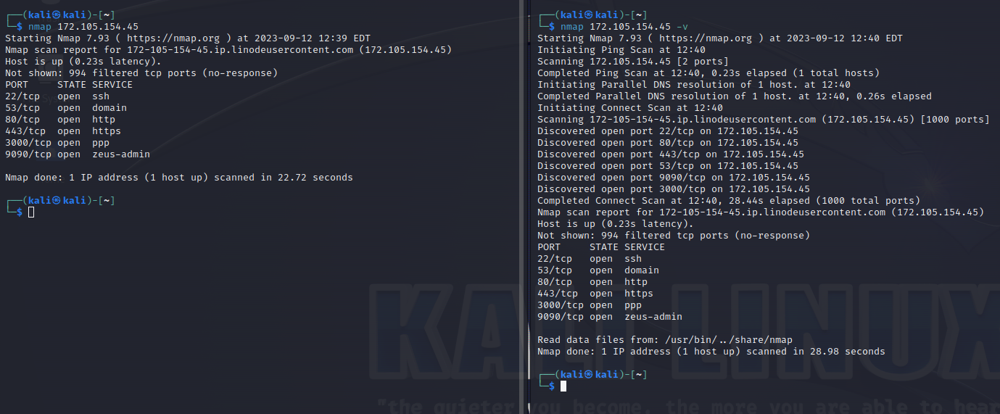 ┌──(kali㉿kali)-[~]
└─$ nmap 172.105.154.45
Starting Nmap 7.93 ( https://nmap.org ) at 2023-09-12 12:39 EDT
Nmap scan report for 172-105-154-45.ip.linodeusercontent.com (172.105.154.45)
Host is up (0.23s latency).
Not shown: 994 filtered tcp ports (no-response)
PORT     STATE SERVICE
22/tcp   open  ssh
53/tcp   open  domain
80/tcp   open  http
443/tcp  open  https
3000/tcp open  ppp
9090/tcp open  zeus-admin
Nmap done: 1 IP address (1 host up) scanned in 22.72 seconds
┌──(kali㉿kali)-[~]
└─$
┌──(kali㉿kali)-[~]
└─$ nmap 172.105.154.45 -v
Starting Nmap 7.93 ( https://nmap.org ) at 2023-09-12 12:40 EDT
Initiating Ping Scan at 12:40
Scanning 172.105.154.45 [2 ports]
Completed Ping Scan at 12:40, 0.23s elapsed (1 total hosts)
Initiating Parallel DNS resolution of 1 host. at 12:40
Completed Parallel DNS resolution of 1 host. at 12:40, 0.26s elapsed
Initiating Connect Scan at 12:40
Scanning 172-105-154-45.ip.linodeusercontent.com (172.105.154.45) [1000 ports]
Discovered open port 22/tcp on 172.105.154.45
Discovered open port 80/tcp on 172.105.154.45
Discovered open port 443/tcp on 172.105.154.45
Discovered open port 53/tcp on 172.105.154.45
Discovered open port 9090/tcp on 172.105.154.45
Discovered open port 3000/tcp on 172.105.154.45
Completed Connect Scan at 12:40, 28.44s elapsed (1000 total ports)
Nmap scan report for 172-105-154-45.ip.linodeusercontent.com (172.105.154.45)
Host is up (0.23s latency).
Not shown: 994 filtered tcp ports (no-response)
PORT     STATE SERVICE
22/tcp   open  ssh
53/tcp   open  domain
80/tcp   open  http
443/tcp  open  https
3000/tcp open  ppp
9090/tcp open  zeus-admin
Read data files from: /usr/bin/../share/nmap
Nmap done: 1 IP address (1 host up) scanned in 28.98 seconds
┌──(kali㉿kali)-[~]
└─$
KALI LINUX
"the quieter you become, the more you are able to hear